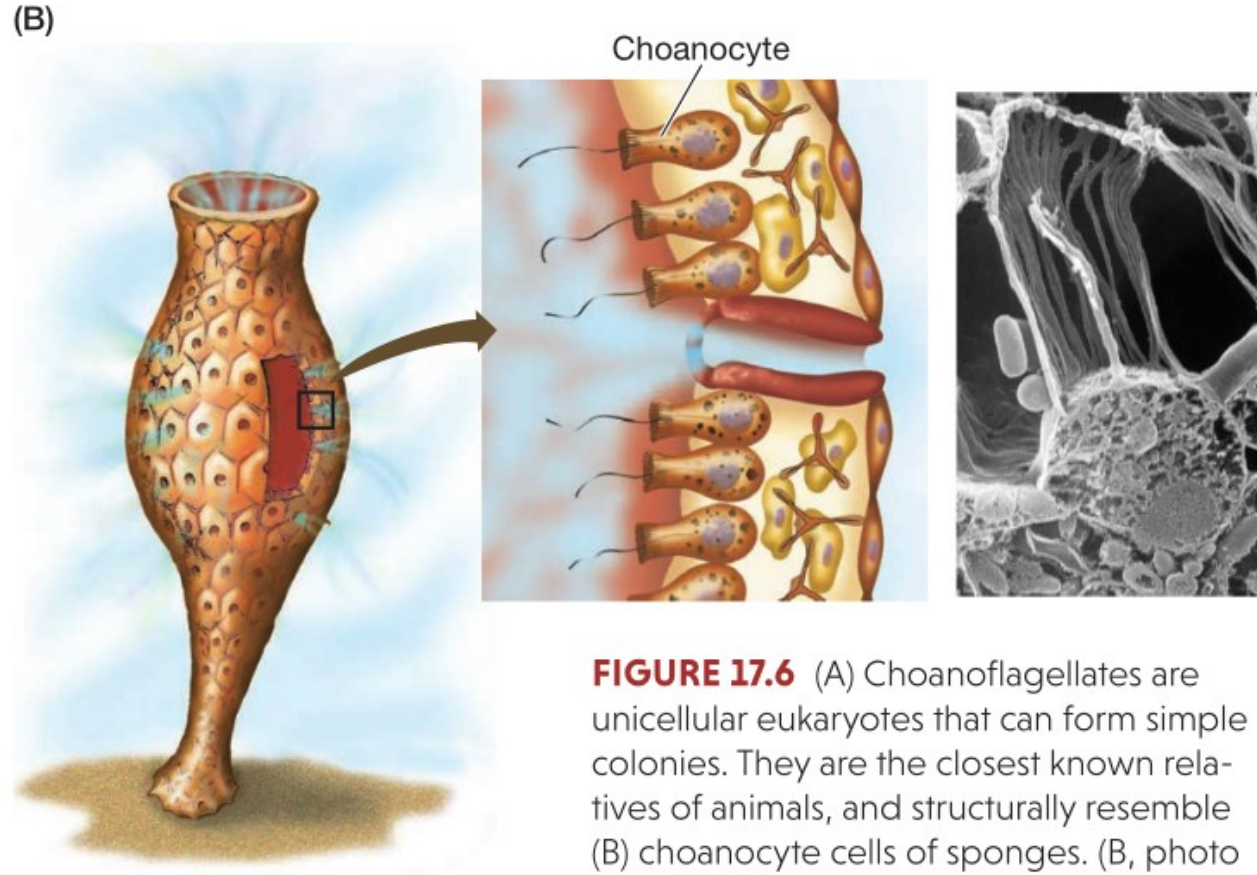 (B)
Choanocyte
FIGURE 17.6 (A) Choanoflagellates are
unicellular eukaryotes that can form simple
colonies. They are the closest known rela-
tives of animals, and structurally resemble
(B) choanocyte cells of sponges. (B, photo